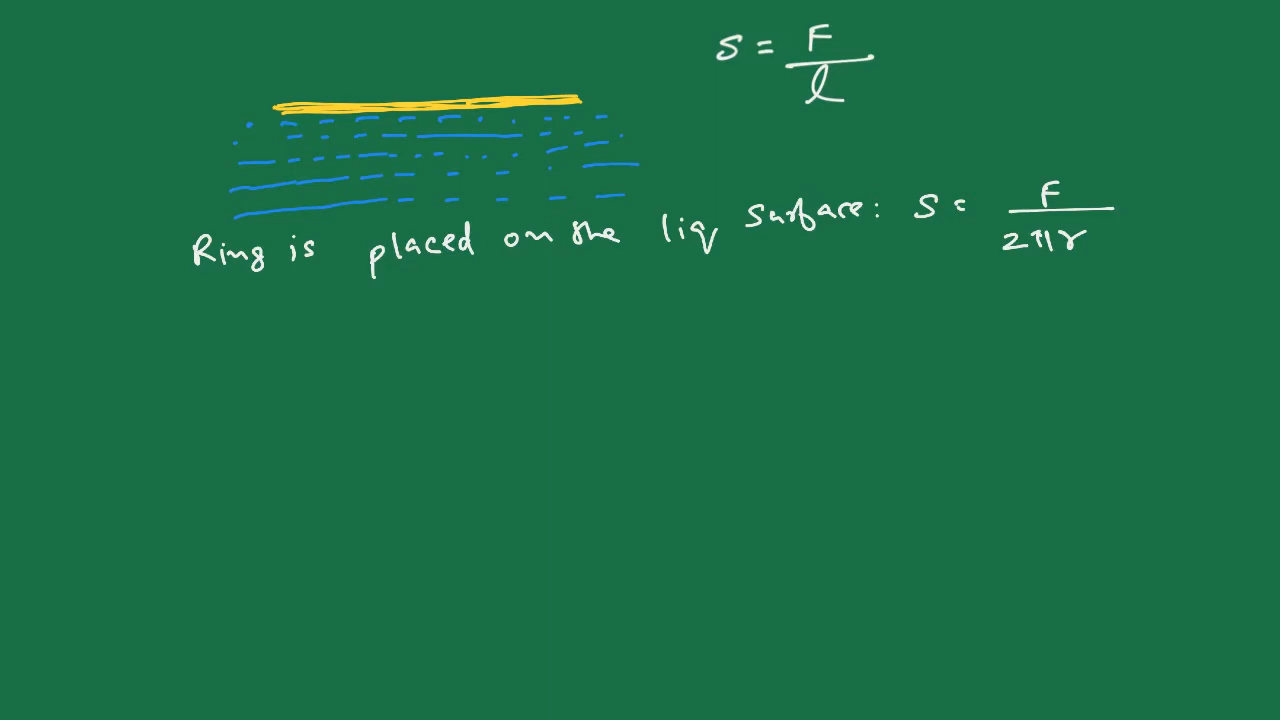 S = F / l
Ring is placed on the liq surface: S = F / 2πr